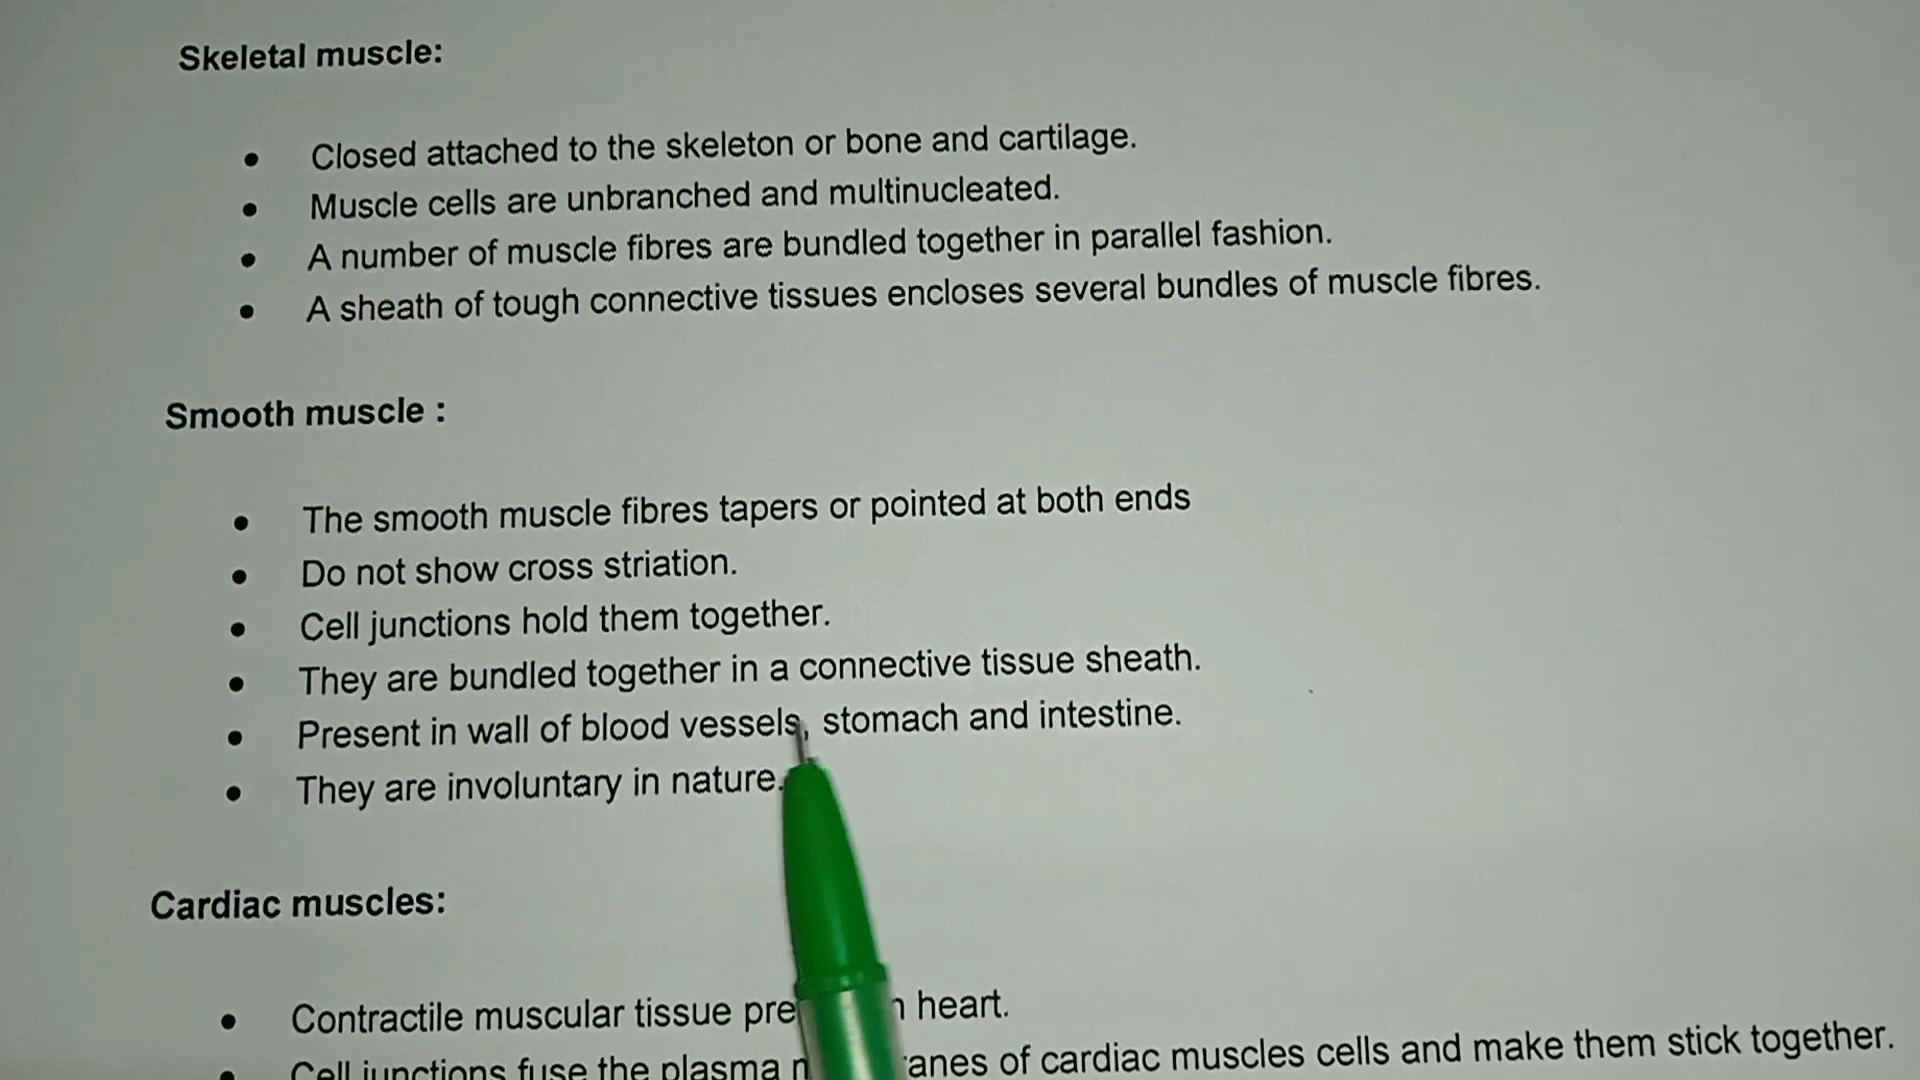 Skeletal muscle:
• Closed attached to the skeleton or bone and cartilage.
• Muscle cells are unbranched and multinucleated.
• A number of muscle fibres are bundled together in parallel fashion.
• A sheath of tough connective tissues encloses several bundles of muscle fibres.
Smooth muscle :
• The smooth muscle fibres tapers or pointed at both ends
• Do not show cross striation.
• Cell junctions hold them together.
• They are bundled together in a connective tissue sheath.
• Present in wall of blood vessels, stomach and intestine.
• They are involuntary in nature.
Cardiac muscles:
• Contractile muscular tissue heart.
• Cell junctions fuse the plasma of cardiac muscles cells and make them stick together.